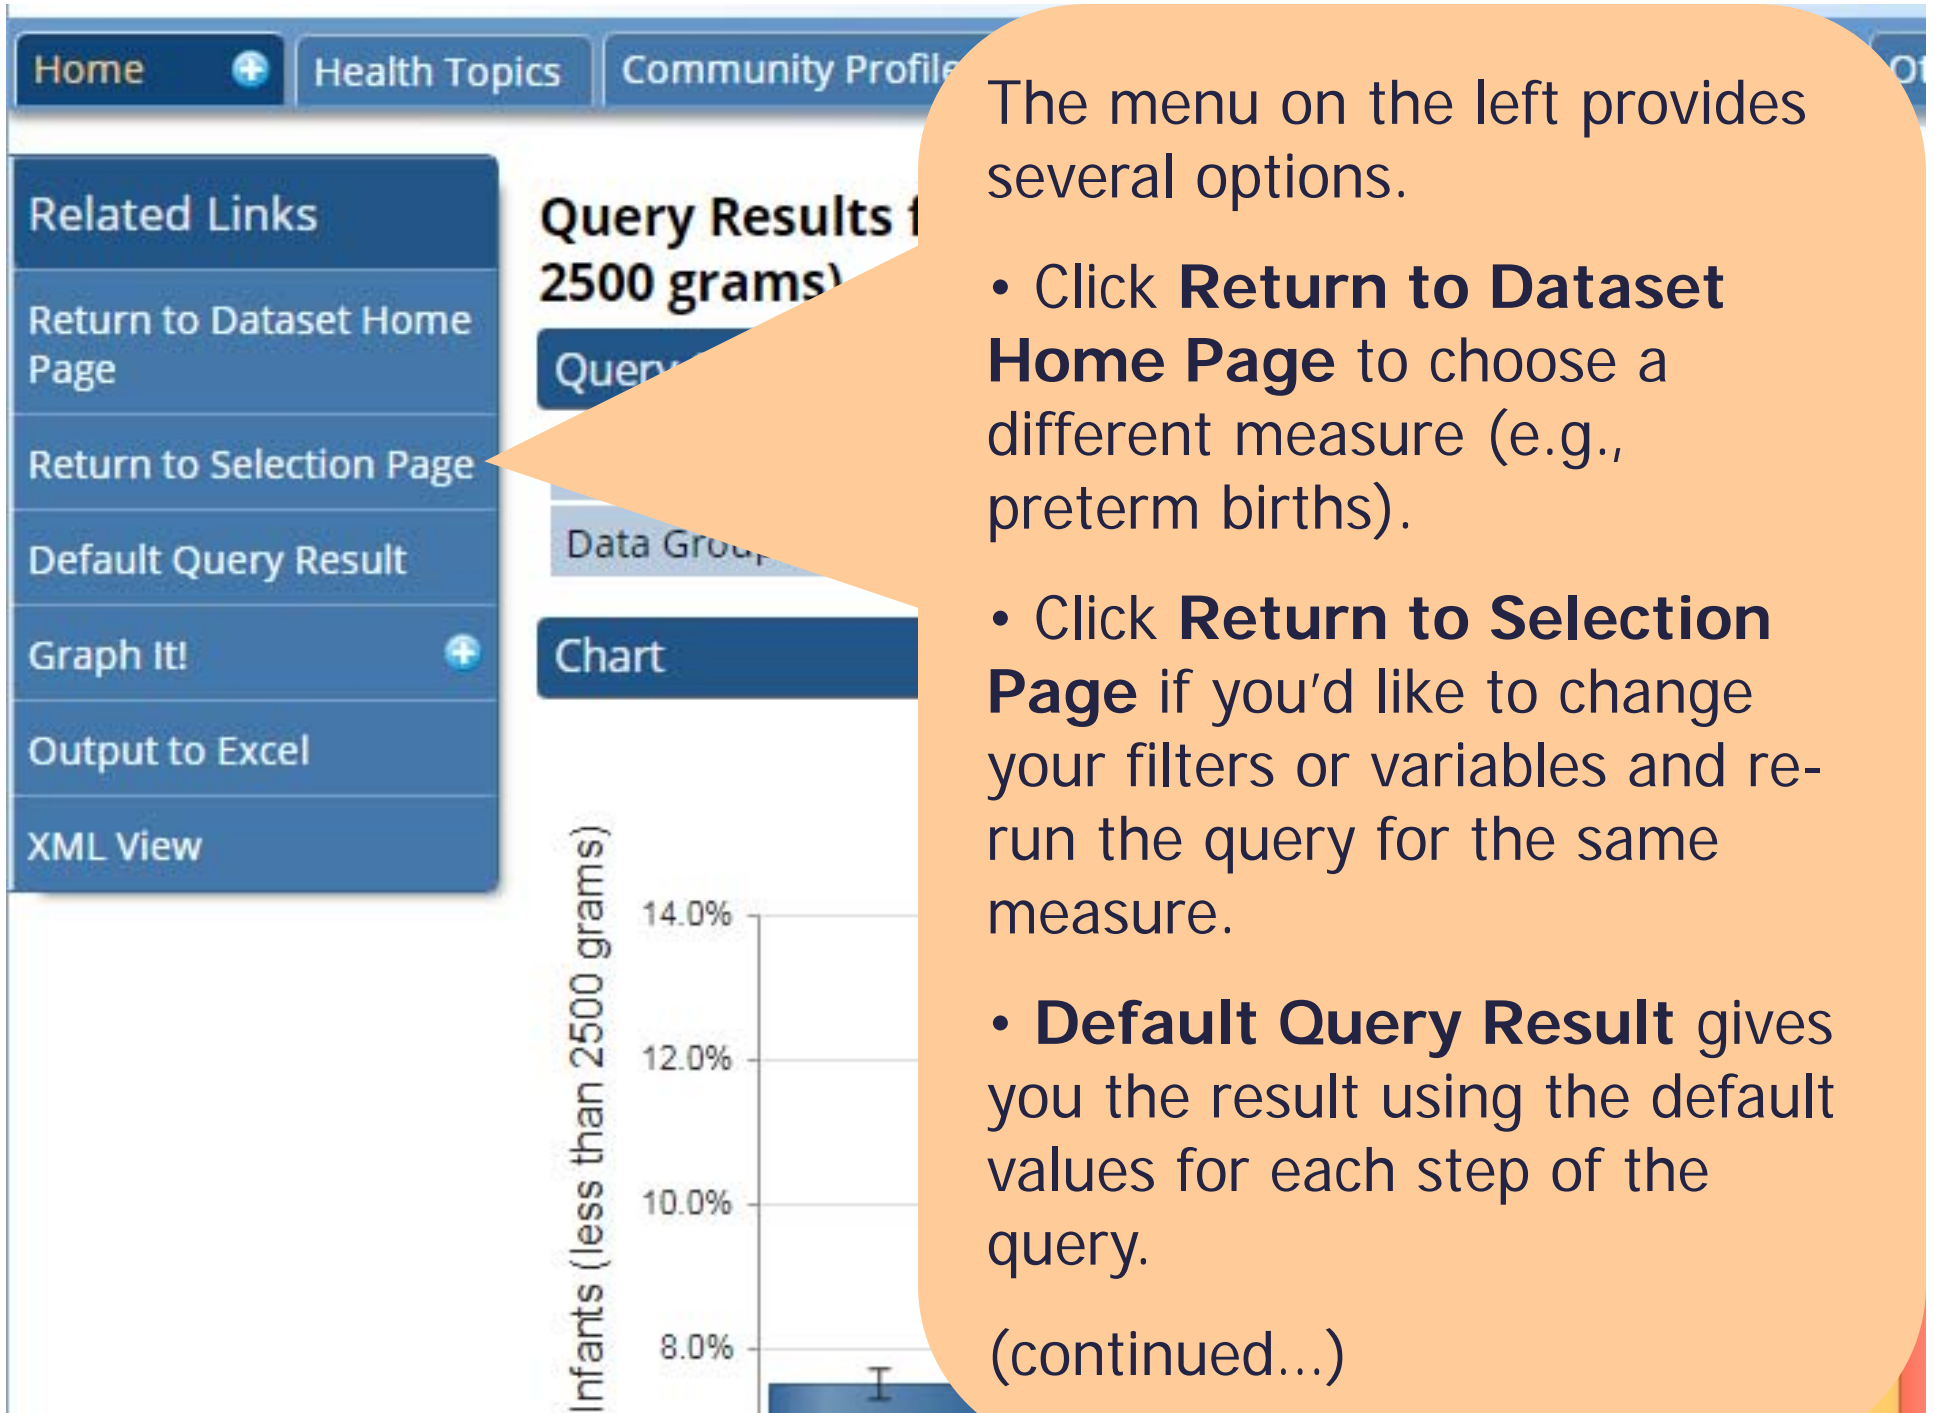 Home
Health Topics
Community Profile
Related Links
Return to Dataset Home
Page
Return to Selection Page
Default Query Result
Graph It!
Output to Excel
XML View
Query Results
2500 grams)
Query
Data Group
Chart
Infants (less than 2500 grams)
14.0%
12.0%
10.0%
8.0%
The menu on the left provides
several options.
• Click Return to Dataset
Home Page to choose a
different measure (e.g.,
preterm births).
• Click Return to Selection
Page if you’d like to change
your filters or variables and re-
run the query for the same
measure.
• Default Query Result gives
you the result using the default
values for each step of the
query.
(continued…)